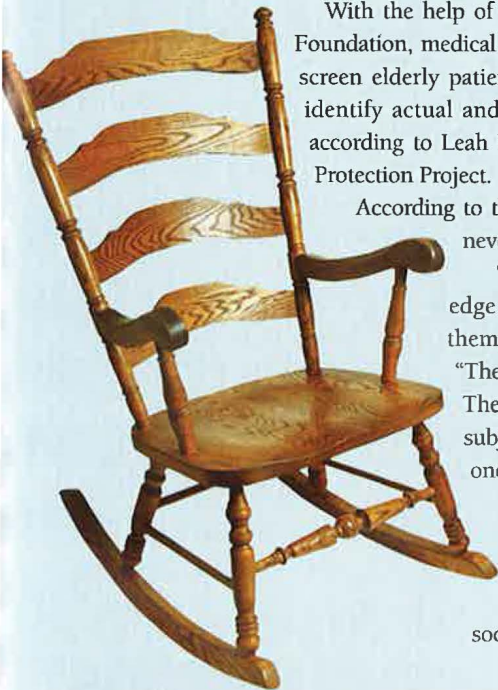 With the help of
Foundation, medical
screen elderly patie
identify actual and
according to Leah
Protection Project.
According to t
neve
edge
them
"The
The
sub
one
soc